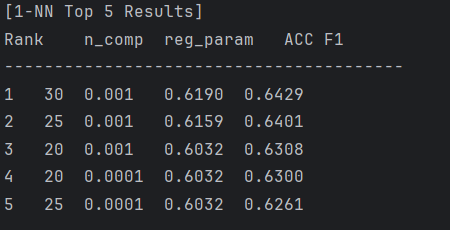 [1-NN Top 5 Results]
Rank    n_comp  reg_param   ACC F1
----------------------------------------
1   30  0.001   0.6190  0.6429
2   25  0.001   0.6159  0.6401
3   20  0.001   0.6032  0.6308
4   20  0.0001  0.6032  0.6300
5   25  0.0001  0.6032  0.6261